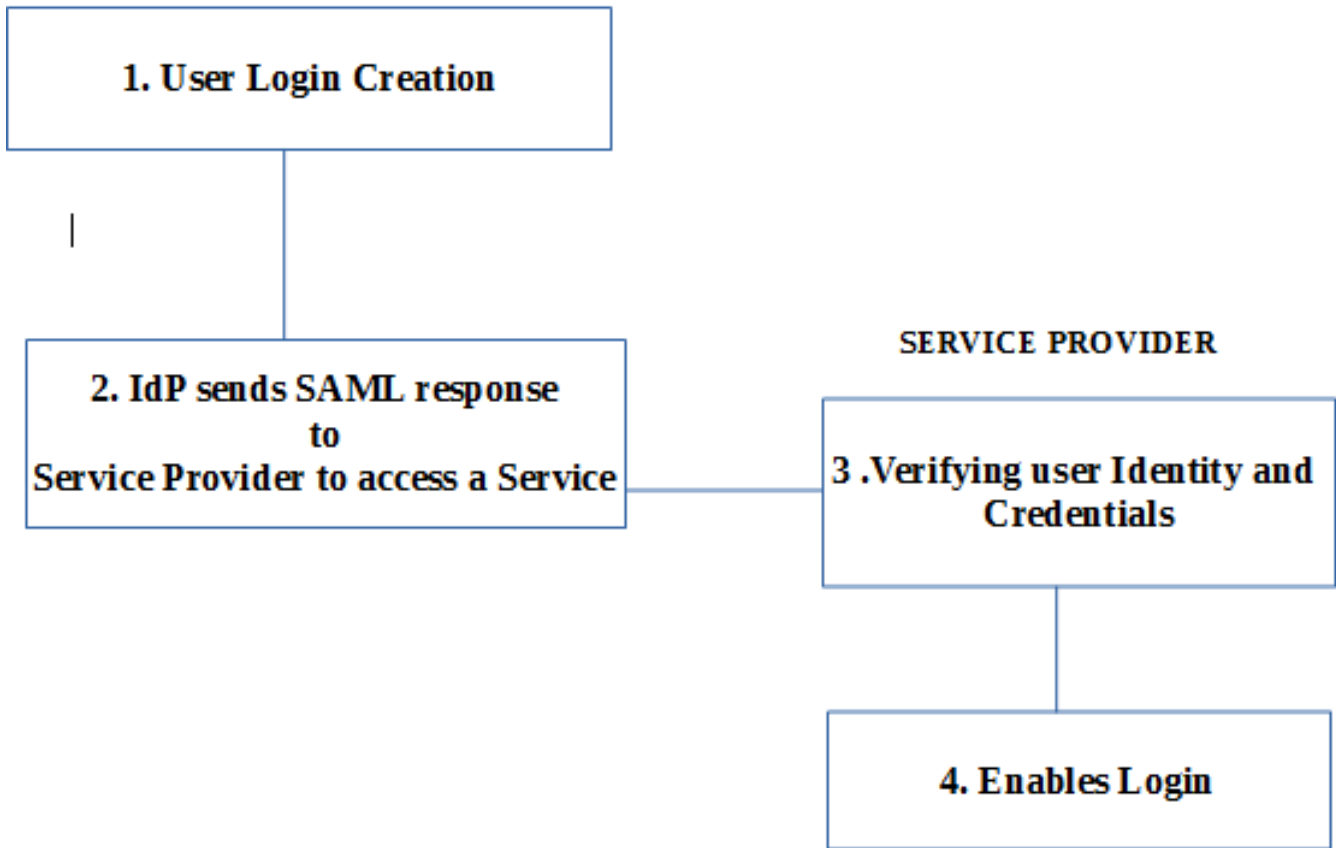 1. User Login Creation
2. IdP sends SAML response
to
Service Provider to access a Service
SERVICE PROVIDER
3 .Verifying user Identity and
Credentials
4. Enables Login